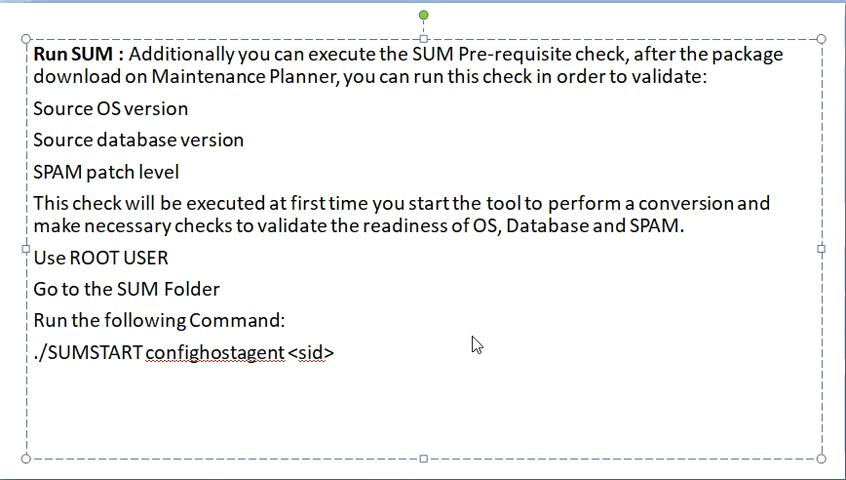 Run SUM : Additionally you can execute the SUM Pre-requisite check, after the package
download on Maintenance Planner, you can run this check in order to validate:
Source OS version
Source database version
SPAM patch level
This check will be executed at first time you start the tool to perform a conversion and
make necessary checks to validate the readiness of OS, Database and SPAM.
Use ROOT USER
Go to the SUM Folder
Run the following Command:
./SUMSTART confighostagent <sid>